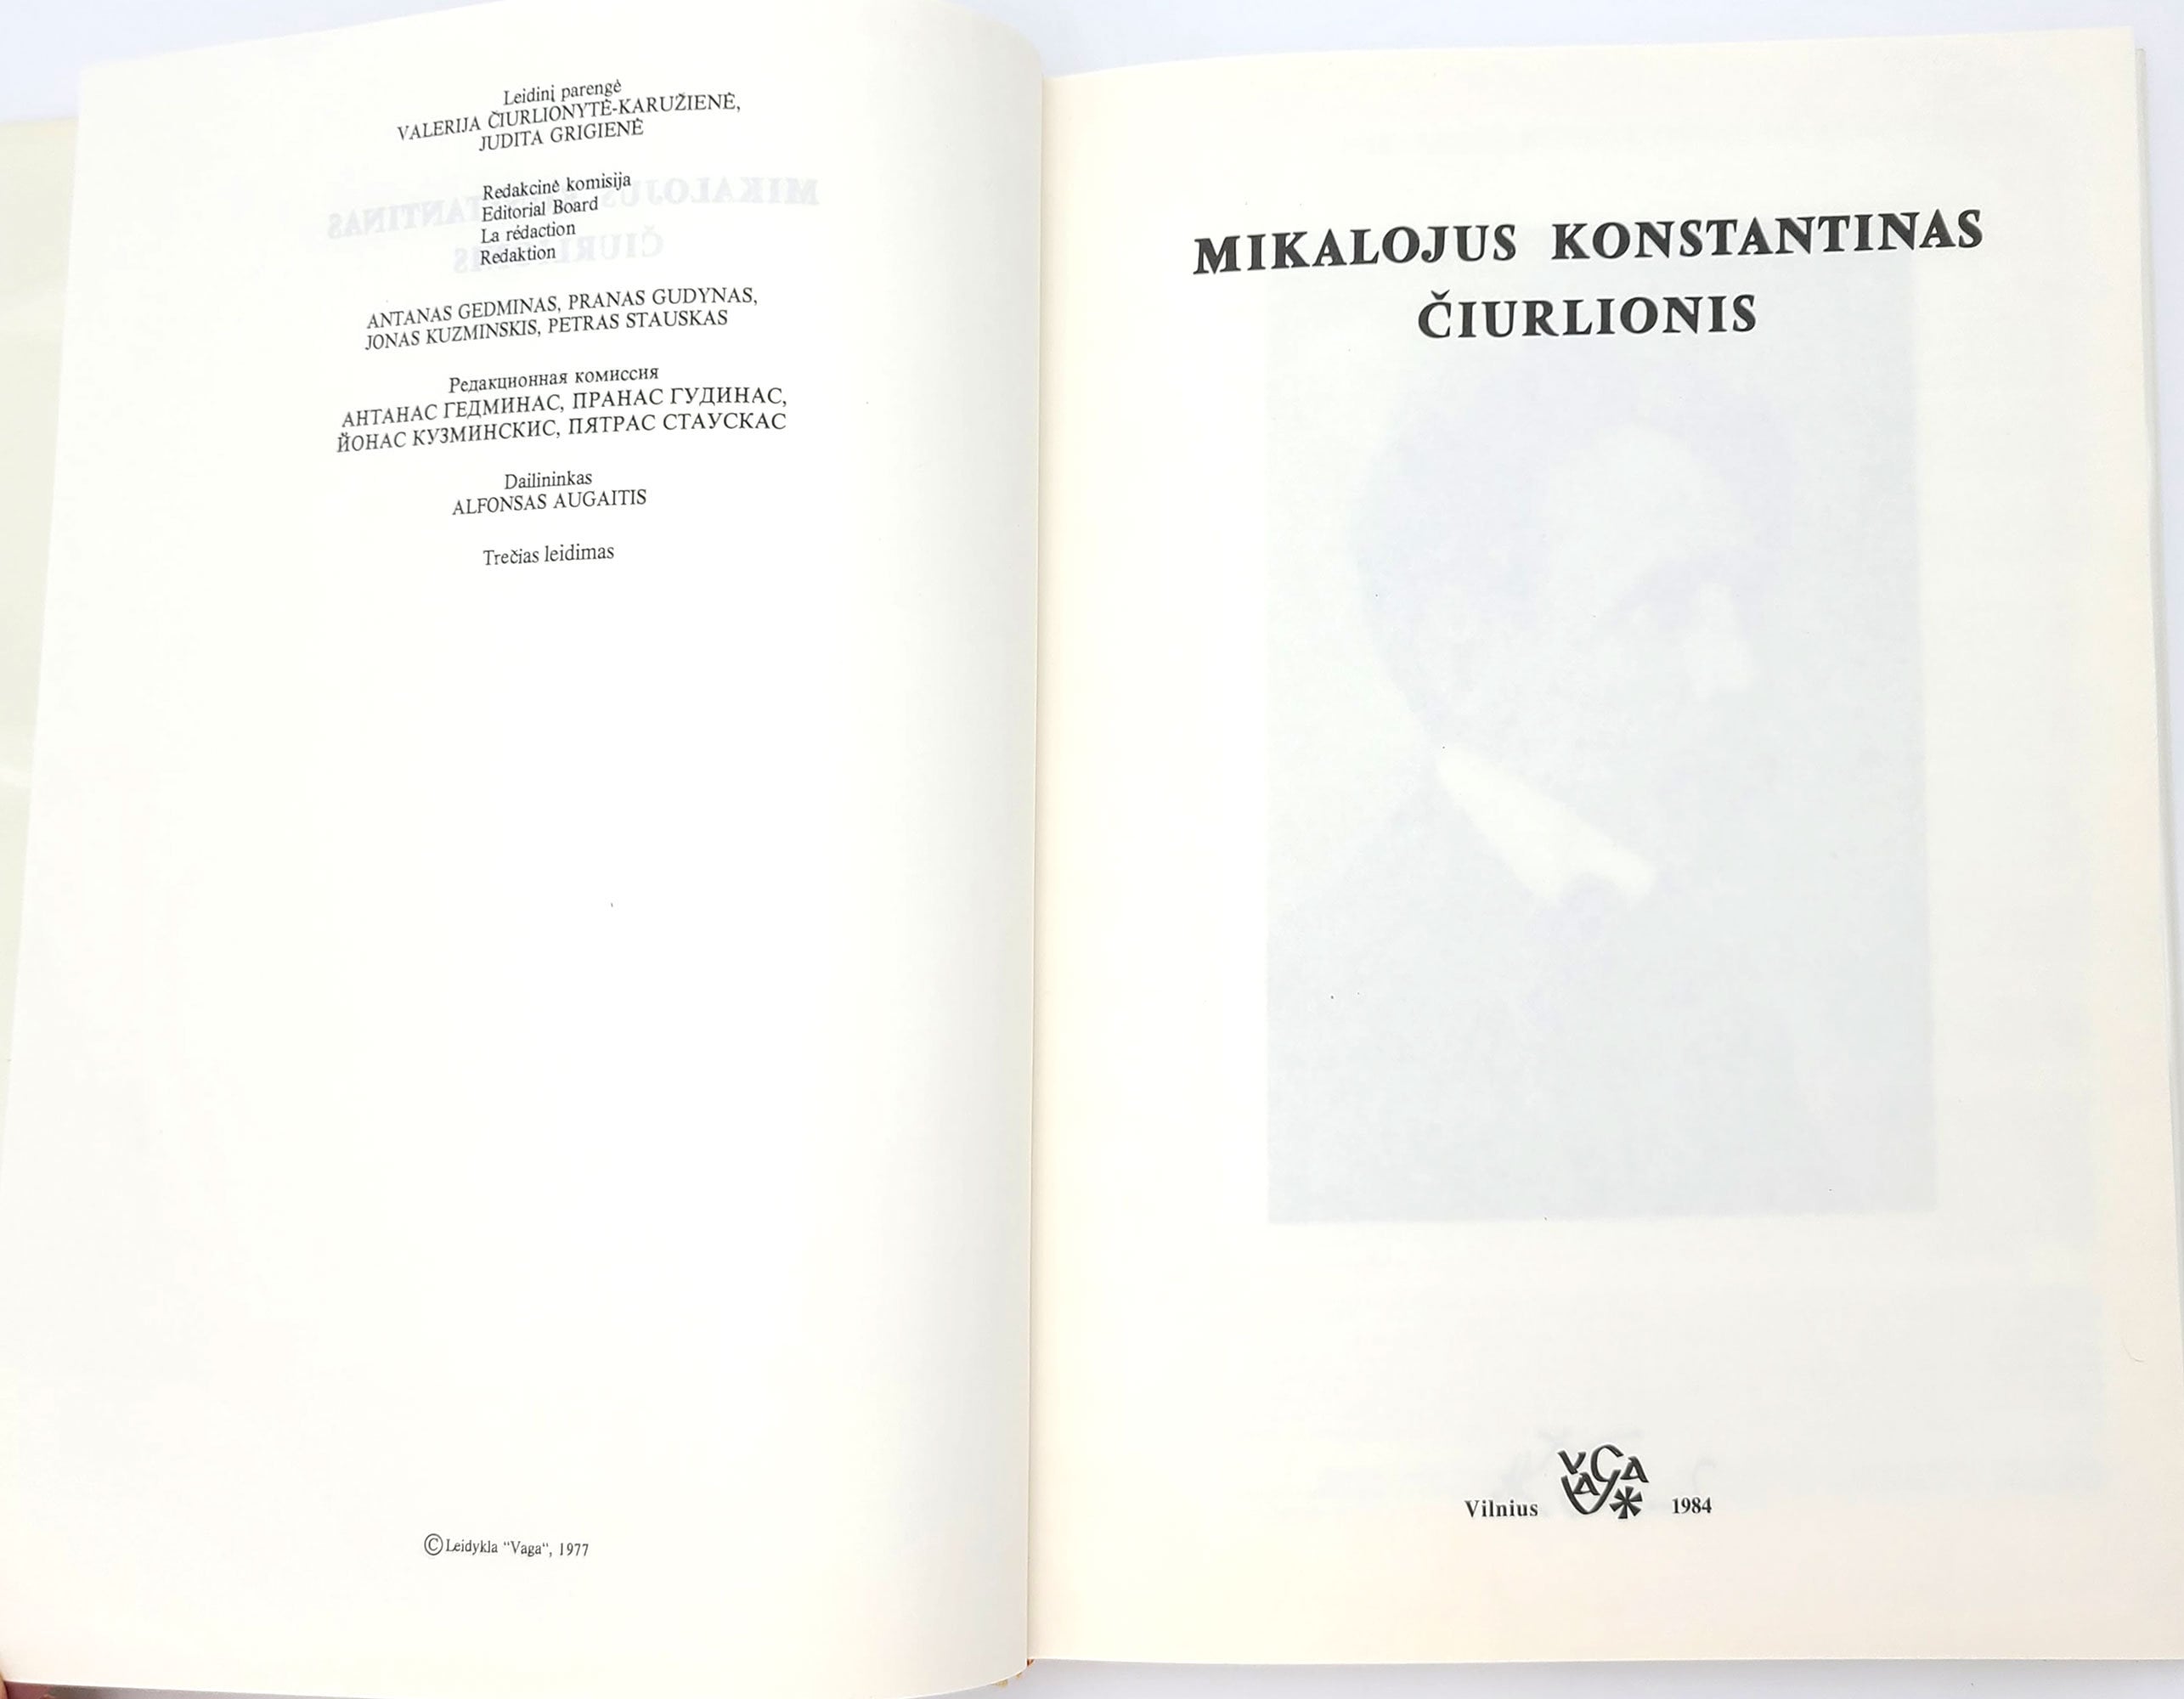 Leidinį parengė
VALERIJA ČIURLIONYTĖ-KARUŽIENĖ,
JUDITA GRIGIENĖ
Redakcinė komisija
Editorial Board
La rėdaction
Redaktion
ANTANAS GEDMINAS, PRANAS GUDYNAS,
JONAS KUZMINSKIS, PETRAS STAUSKAS
Редакционная комиссия
АНТАНАС ГЕДМИНАС, ПРАНАС ГУДИНАС,
ЙОНАС КУЗМИНСКИС, ПЯТРАС СТАУСКАС
Dailininkas
ALFONSAS AUGAITIS
Trečias leidimas
© Leidykla "Vaga", 1977
MIKALOJUS KONSTANTINAS
ČIURLIONIS
Vilnius VAGA 1984